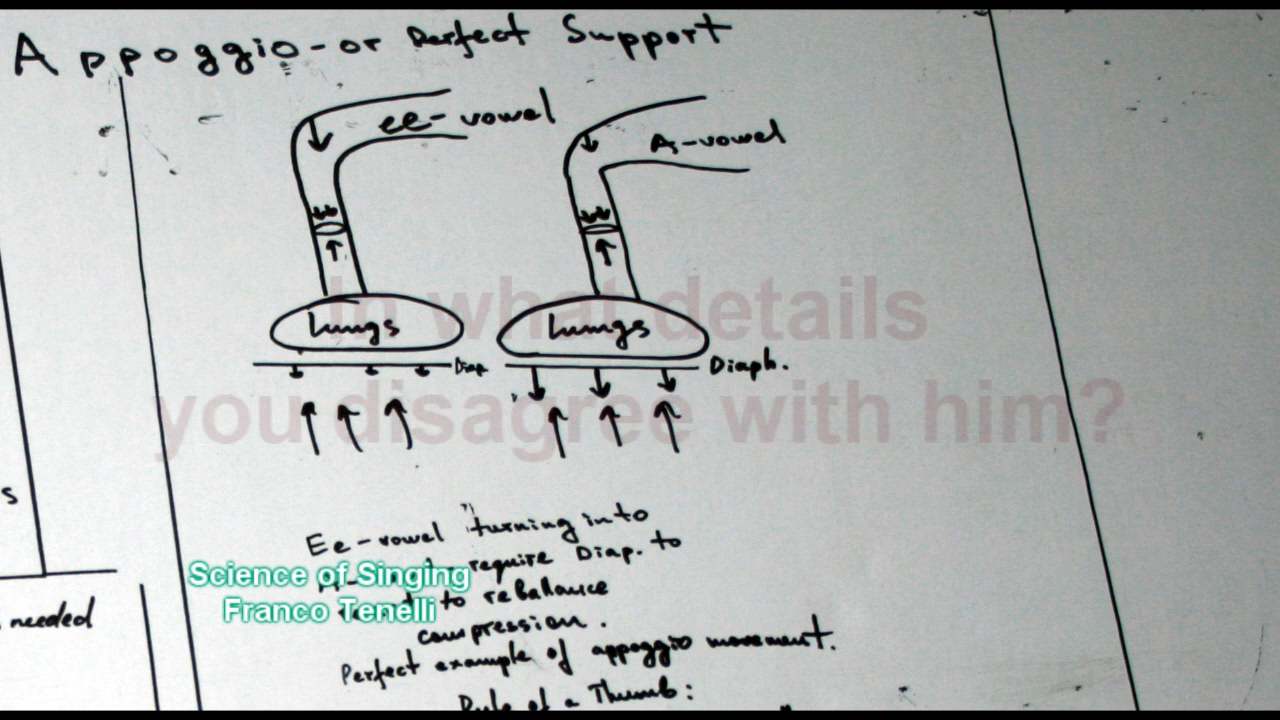 Appoggio-or Perfect Support
ee-vowel
A-vowel
lungs
lungs
Diap.
Diaph.
In what details
you disagree with him?
s
needed
Ee-vowel turning into
require Diap. to
to reballance
compression.
Perfect example of appoggio movement.
Rule of a Thumb:
Science of Singing
Franco Tenelli